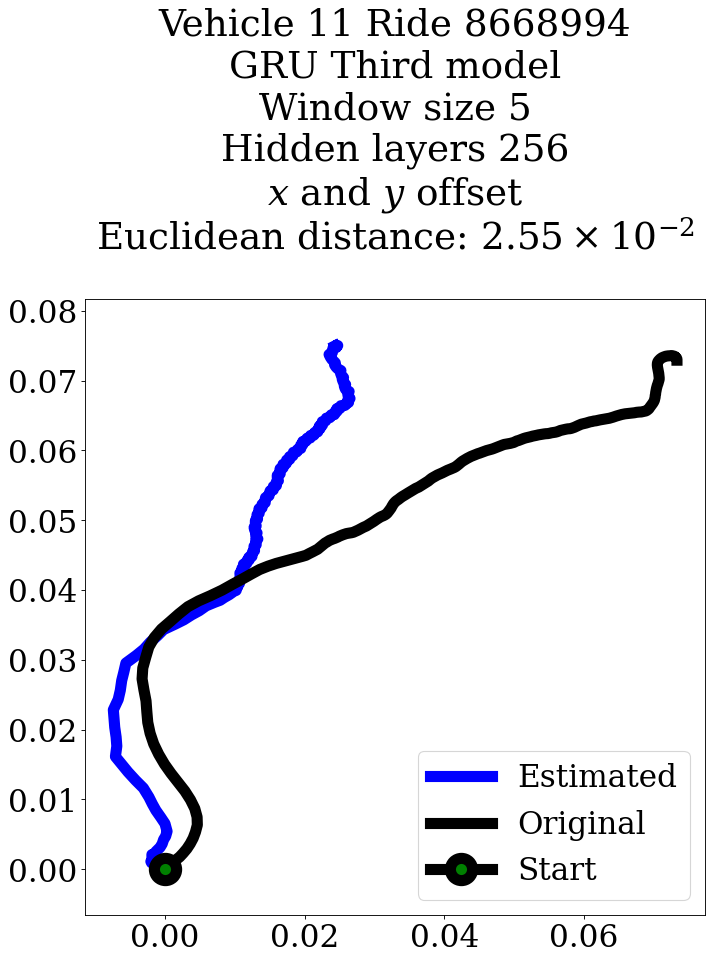 Vehicle 11 Ride 8668994
GRU Third model
Window size 5
Hidden layers 256
x and y offset
Euclidean distance: 2.55 × 10⁻²
0.08
0.07
0.06
0.05
0.04
0.03
0.02
0.01
0.00
Estimated
Original
Start
0.00 0.02 0.04 0.06